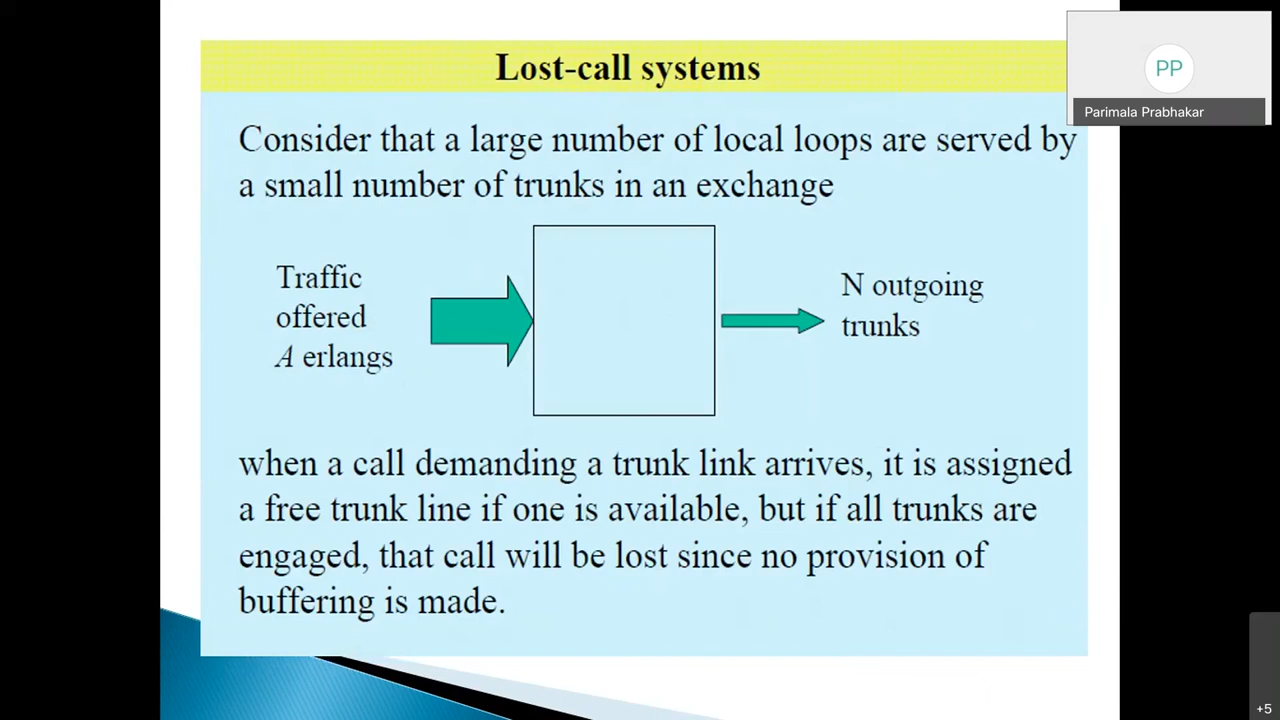 Lost-call systems
PP
Parimala Prabhakar
Consider that a large number of local loops are served by
a small number of trunks in an exchange
Traffic
offered
A erlangs
N outgoing
trunks
when a call demanding a trunk link arrives, it is assigned
a free trunk line if one is available, but if all trunks are
engaged, that call will be lost since no provision of
buffering is made.
+5